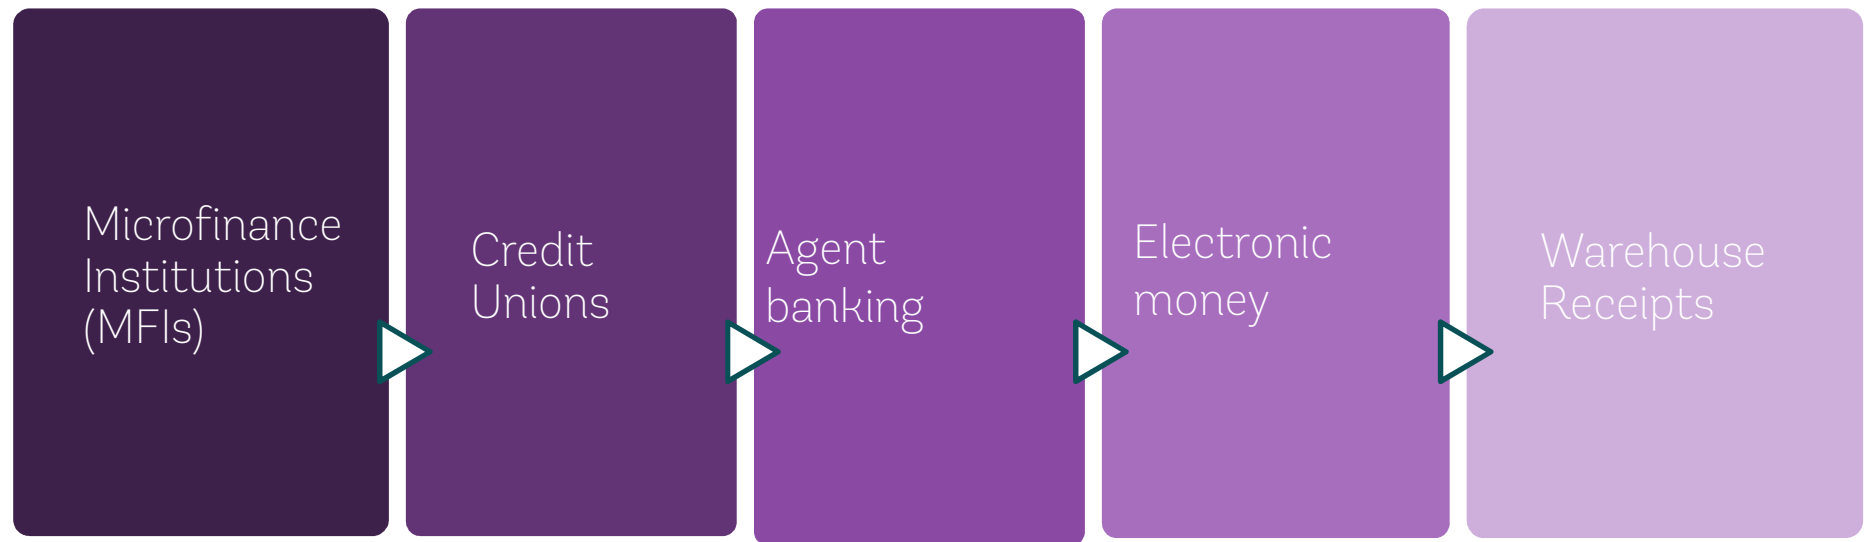 Microfinance
Institutions
(MFIs)
Credit
Unions
Agent
banking
Electronic
money
Warehouse
Receipts